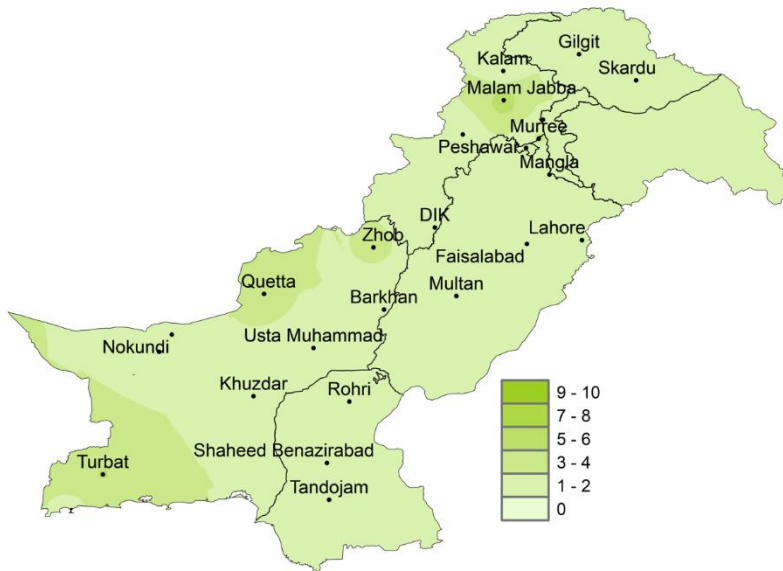 Gilgit
Kalam
Skardu
Malam Jabba
Murree
Peshawar
Mangla
DIK
Zhob
Lahore
Faisalabad
Quetta
Multan
Barkhan
Usta Muhammad
Nokundi
Khuzdar
Rohri
9 - 10
7 - 8
5 - 6
3 - 4
1 - 2
0
Shaheed Benazirabad
Turbat
Tandojam